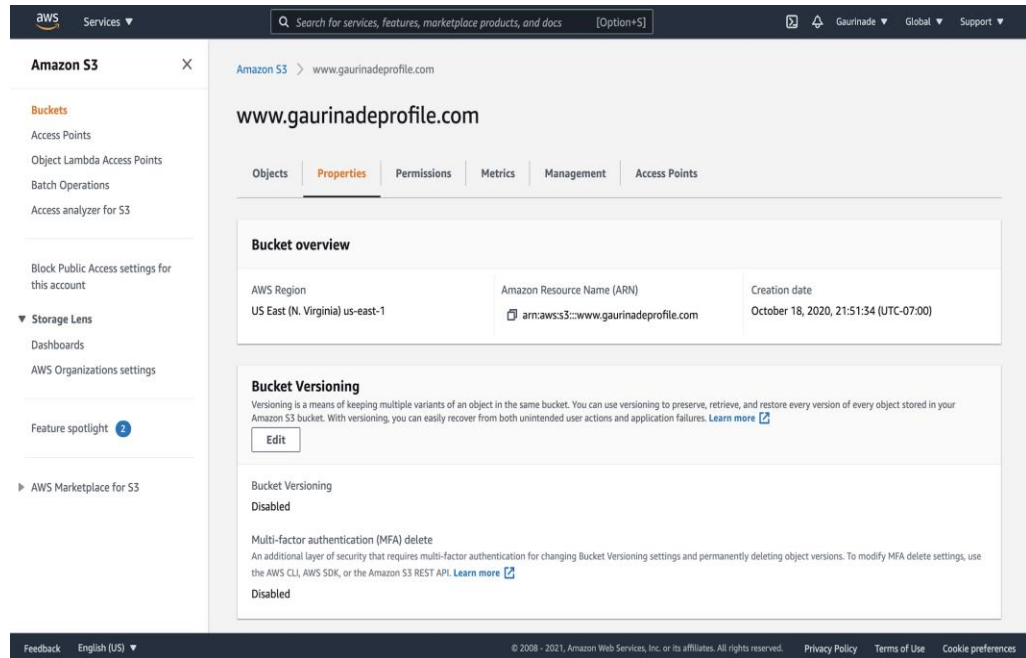 aws Services ▼ Search for services, features, marketplace products, and docs [Option+S] Gaurinade ▼ Global ▼ Support ▼
Amazon S3 X
Buckets
Access Points
Object Lambda Access Points
Batch Operations
Access analyzer for S3
Block Public Access settings for
this account
▼ Storage Lens
Dashboards
AWS Organizations settings
Feature spotlight 2
▶ AWS Marketplace for S3
Amazon S3 > www.gaurinadeprofile.com
www.gaurinadeprofile.com
Objects Properties Permissions Metrics Management Access Points
Bucket overview
AWS Region
US East (N. Virginia) us-east-1
Amazon Resource Name (ARN)
arn:aws:s3:::www.gaurinadeprofile.com
Creation date
October 18, 2020, 21:51:34 (UTC-07:00)
Bucket Versioning
Versioning is a means of keeping multiple variants of an object in the same bucket. You can use versioning to preserve, retrieve, and restore every version of every object stored in your
Amazon S3 bucket. With versioning, you can easily recover from both unintended user actions and application failures. Learn more
Edit
Bucket Versioning
Disabled
Multi-factor authentication (MFA) delete
An additional layer of security that requires multi-factor authentication for changing Bucket Versioning settings and permanently deleting object versions. To modify MFA delete settings, use
the AWS CLI, AWS SDK, or the Amazon S3 REST API. Learn more
Disabled
Feedback English (US) ▼ © 2008 - 2021, Amazon Web Services, Inc. or its affiliates. All rights reserved. Privacy Policy Terms of Use Cookie preferences